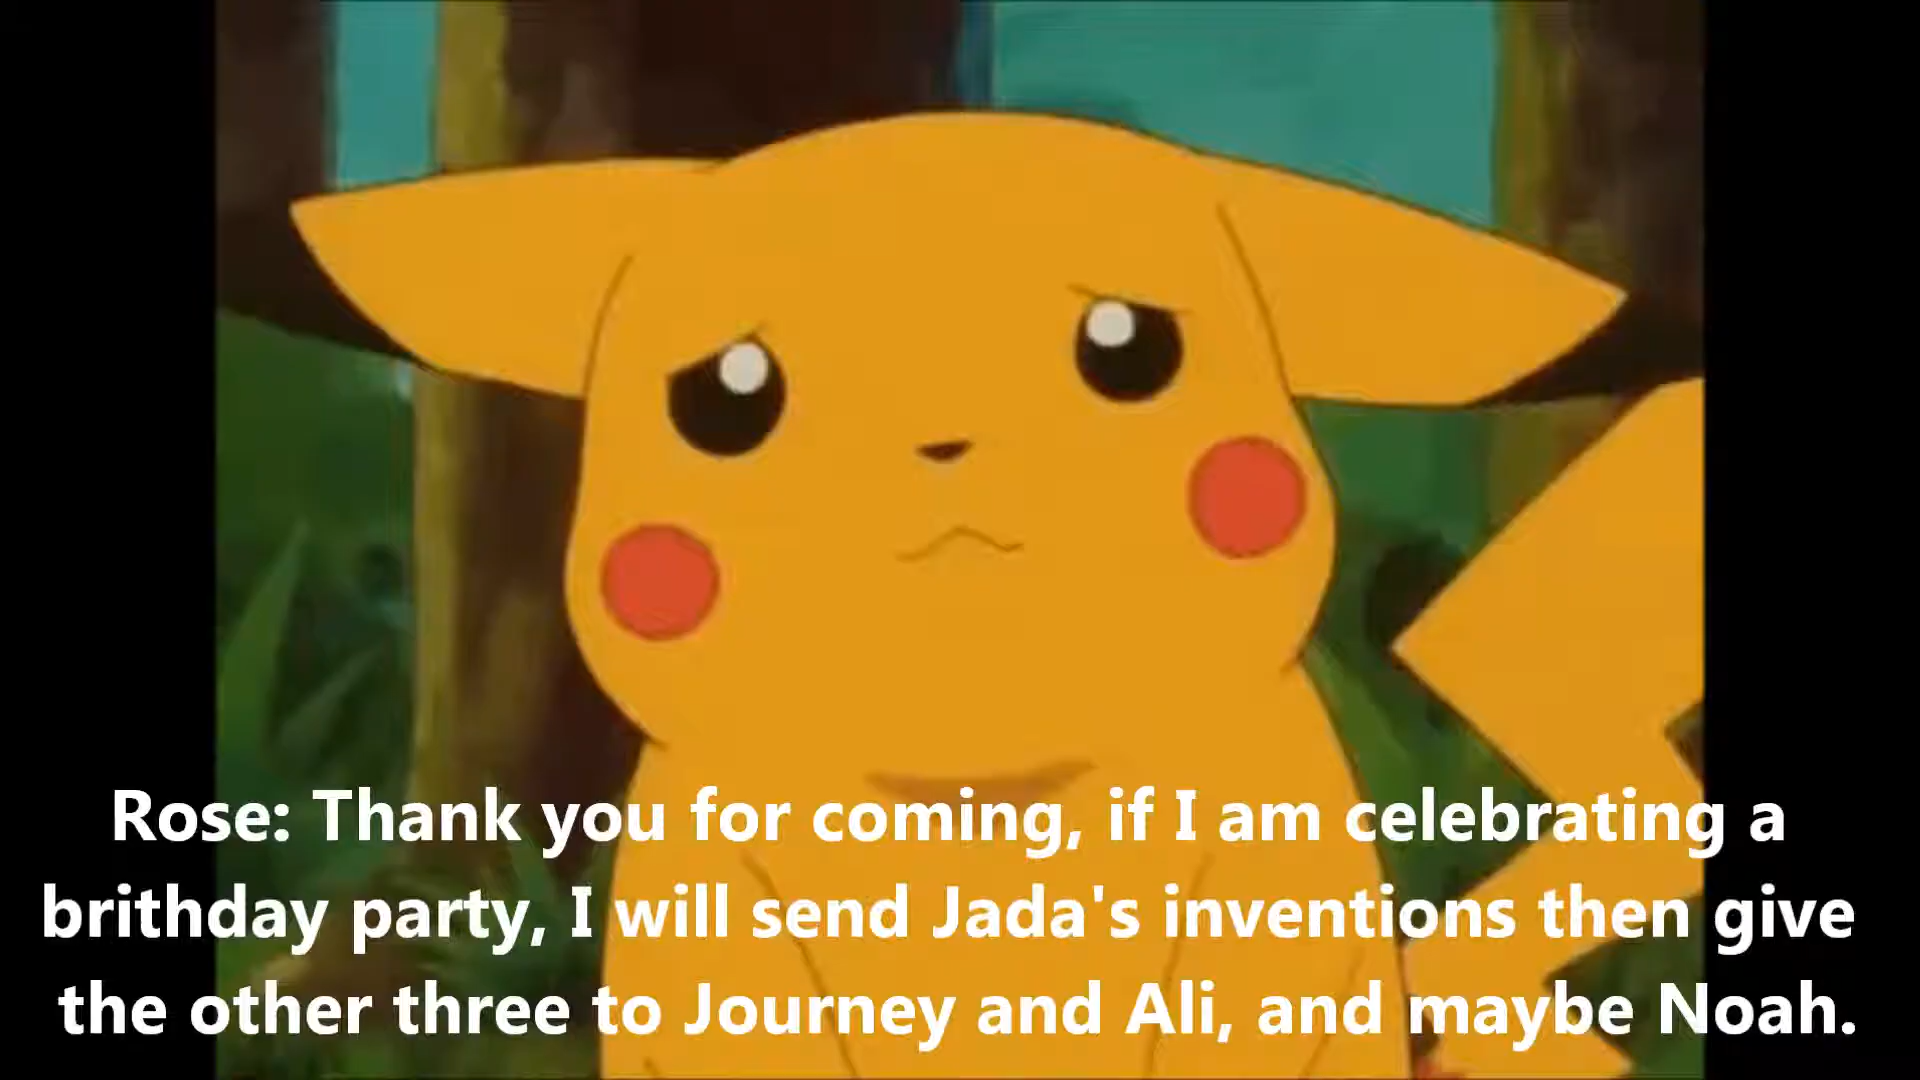 Rose: Thank you for coming, if I am celebrating a
brithday party, I will send Jada's inventions then give
the other three to Journey and Ali, and maybe Noah.